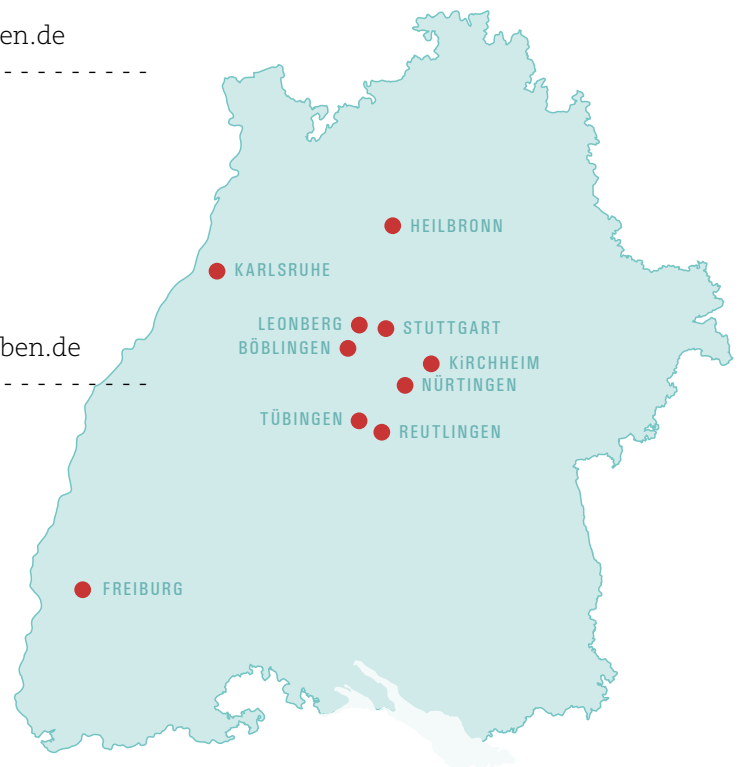 en.de
- - - - - - - - - -
HEILBRONN
KARLSRUHE
LEONBERG
STUTTGART
BÖBLINGEN
ben.de
KiRCHHEIM
- - - - - - - - - -
NÜRTINGEN
TÜBINGEN
REUTLINGEN
FREIBURG